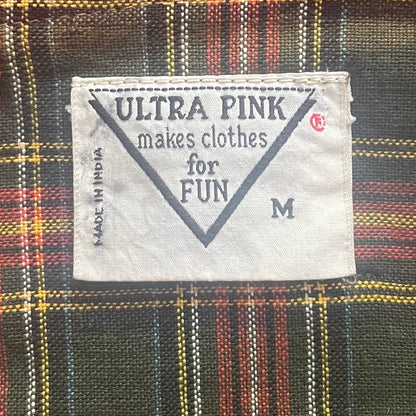 ULTRA PINK ®
makes clothes
for
FUN
M
MADE IN INDIA